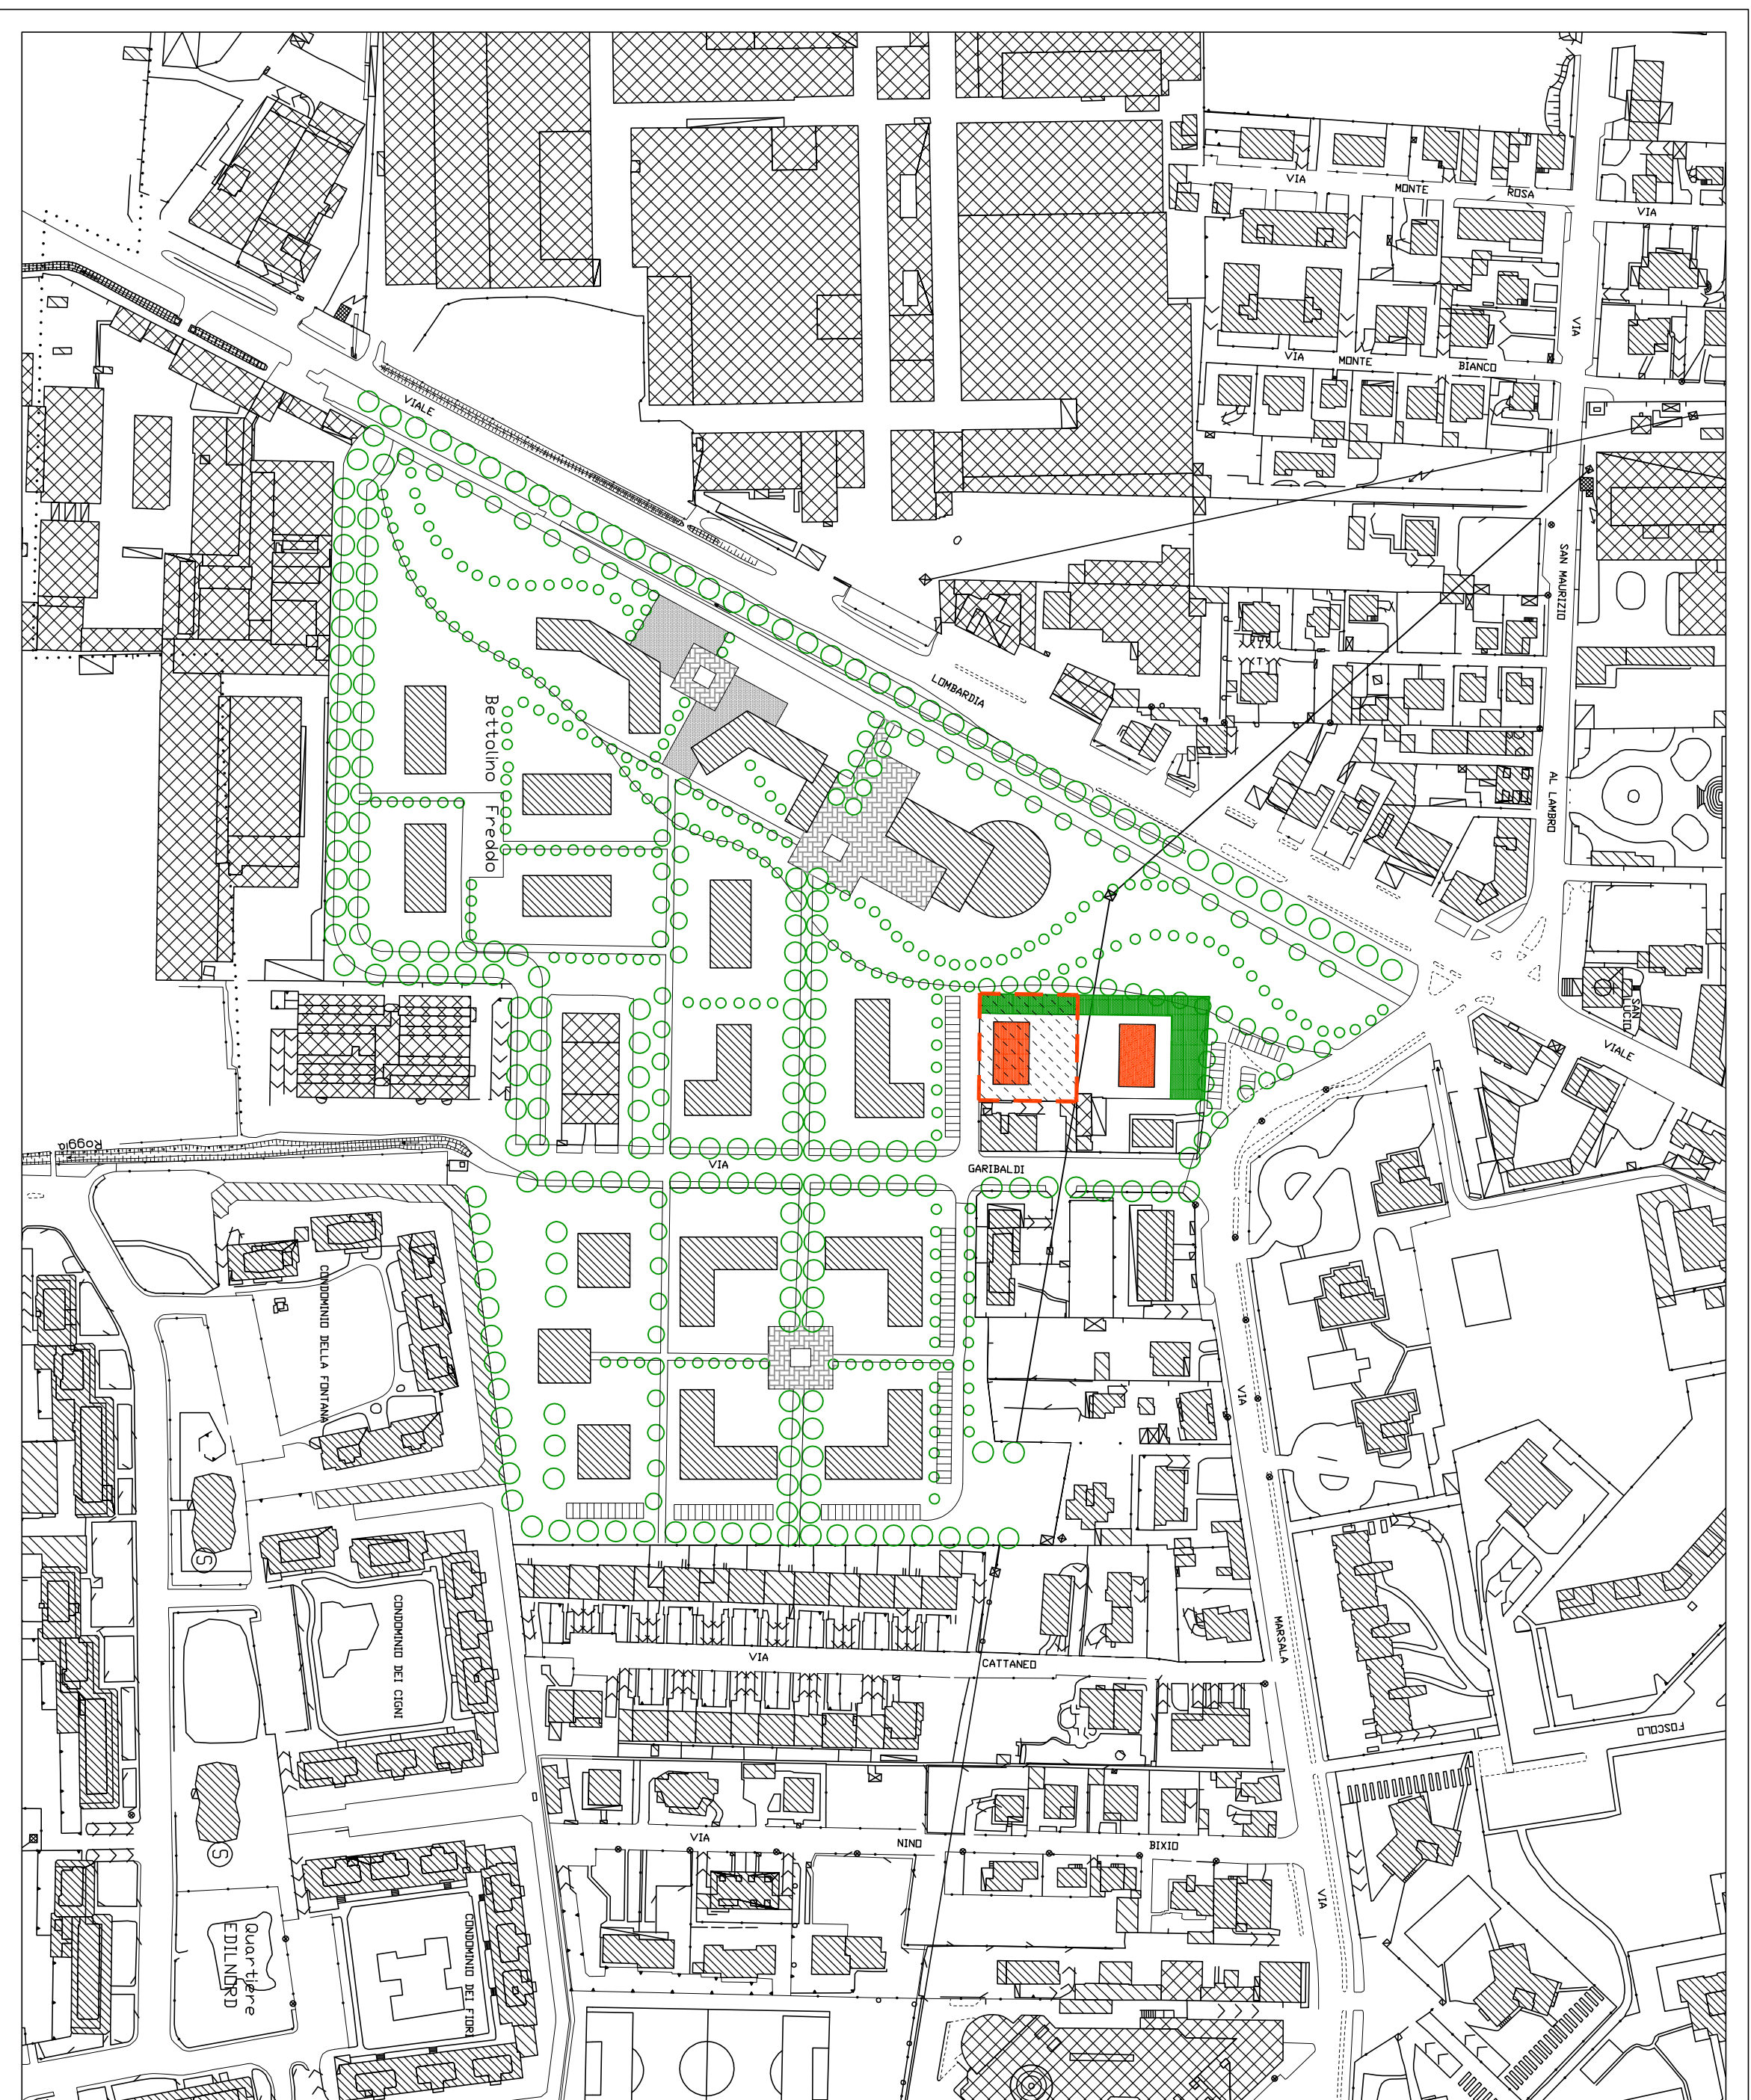 VIA
MONTE
ROSA
VIA
VIA
VIA
MONTE
BIANCO
VIALE
SAN MAURIZIO
LOMBARDIA
Bettolino Freddo
AL LAMBRO
SAN
LUCIO
VIALE
Roggia
VIA
GARIBALDI
CONDOMINIO DELLA FONTANA
VIA
S
CONDOMINIO DEI CIGNI
MARSALA
VIA
CATTANEO
FOSCOLO
VIA
NINO
BIXIO
S
VIA
Quartiere
EDILNORD
CONDOMINIO DEI FIORI